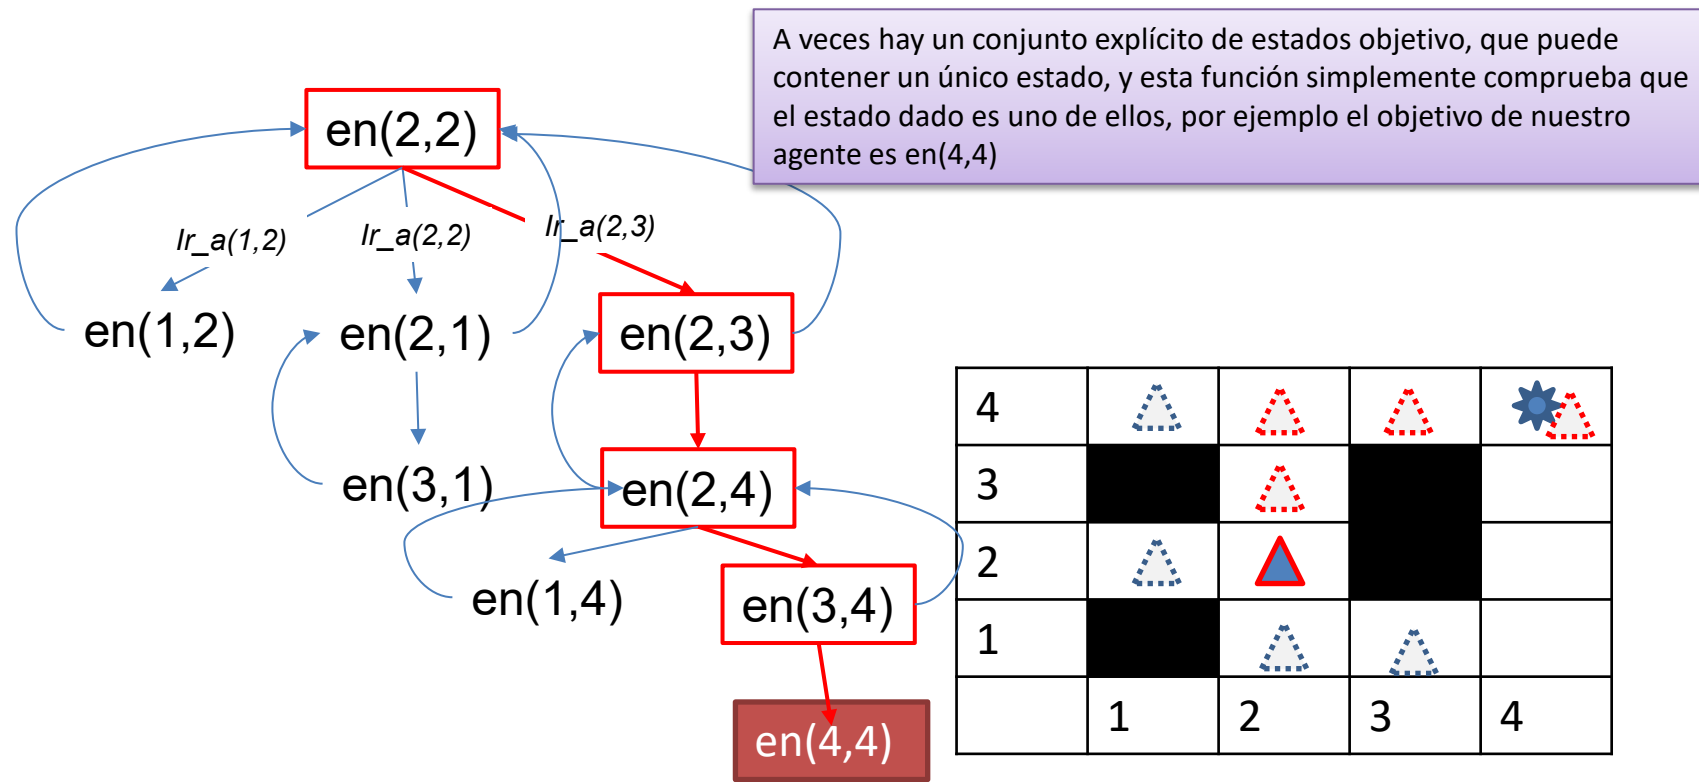 A veces hay un conjunto explícito de estados objetivo, que puede
contener un único estado, y esta función simplemente comprueba que
el estado dado es uno de ellos, por ejemplo el objetivo de nuestro
agente es en(4,4)
en(2,2)
Ir_a(1,2)
Ir_a(2,2)
Ir_a(2,3)
en(1,2)
en(2,1)
en(2,3)
en(3,1)
en(2,4)
en(1,4)
en(3,4)
en(4,4)
4
3
2
1
1 2 3 4